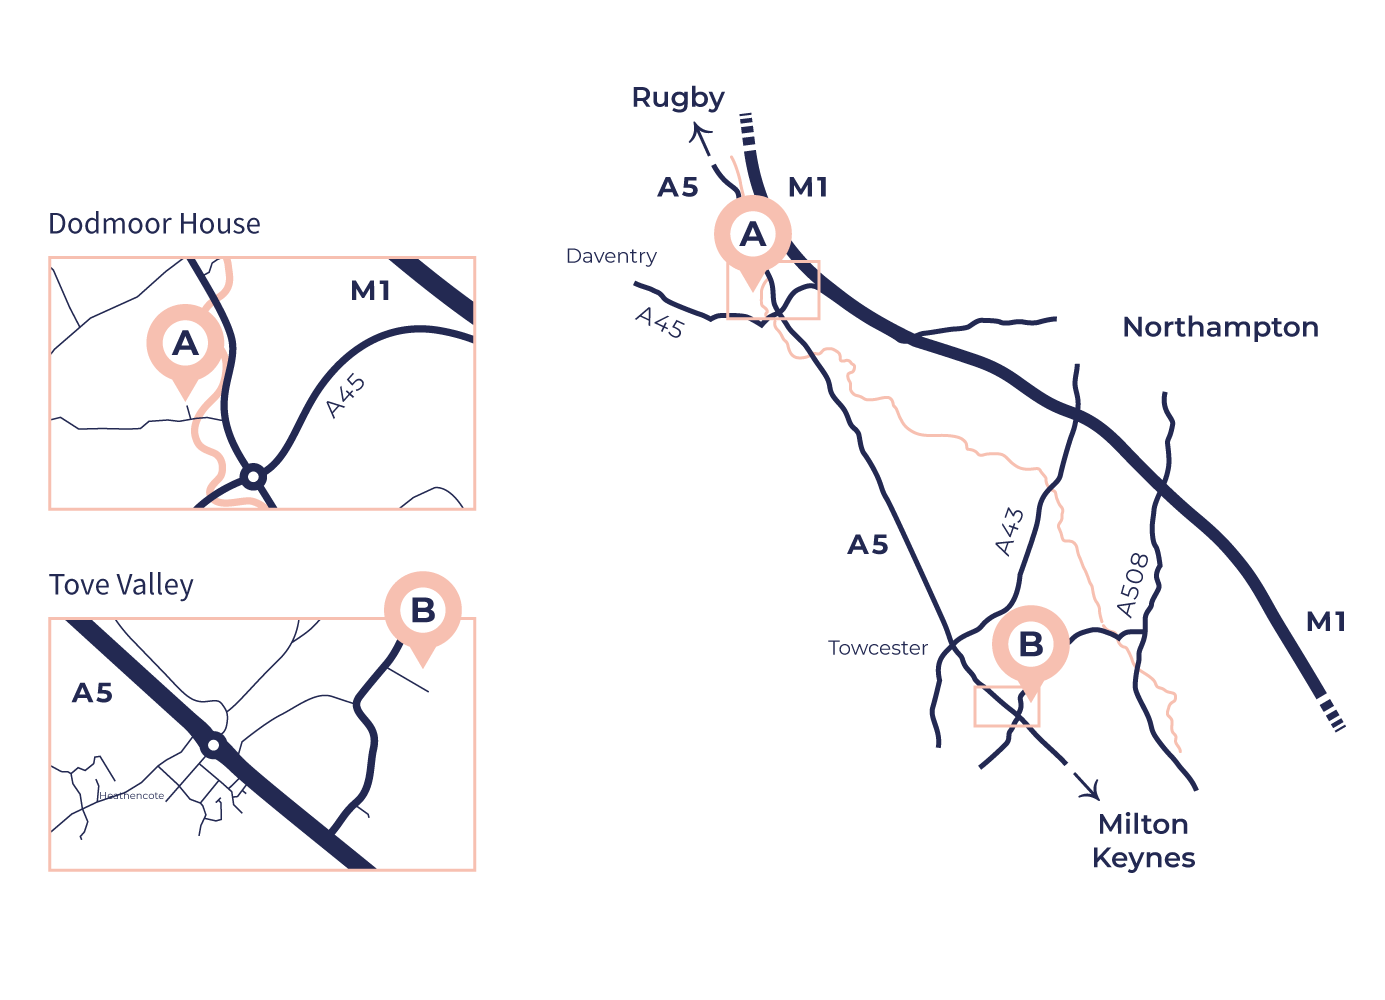 Rugby
A5
M1
A
Daventry
A45
Northampton
A5
A43
A508
M1
Towcester
B
Milton
Keynes
Dodmoor House
M1
A
A45
Tove Valley
B
A5
Heathencote